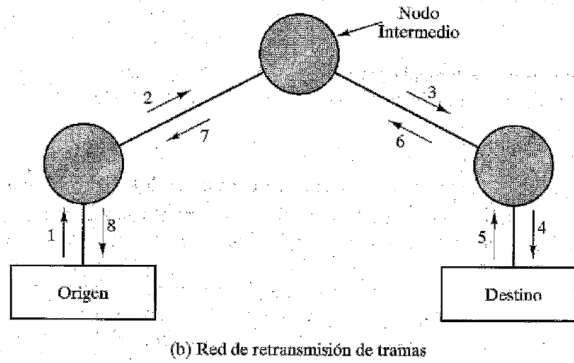 Nodo
Intermedio
2
3
7
6
1
8
5
4
Origen
Destino
(b) Red de retransmisión de tramas